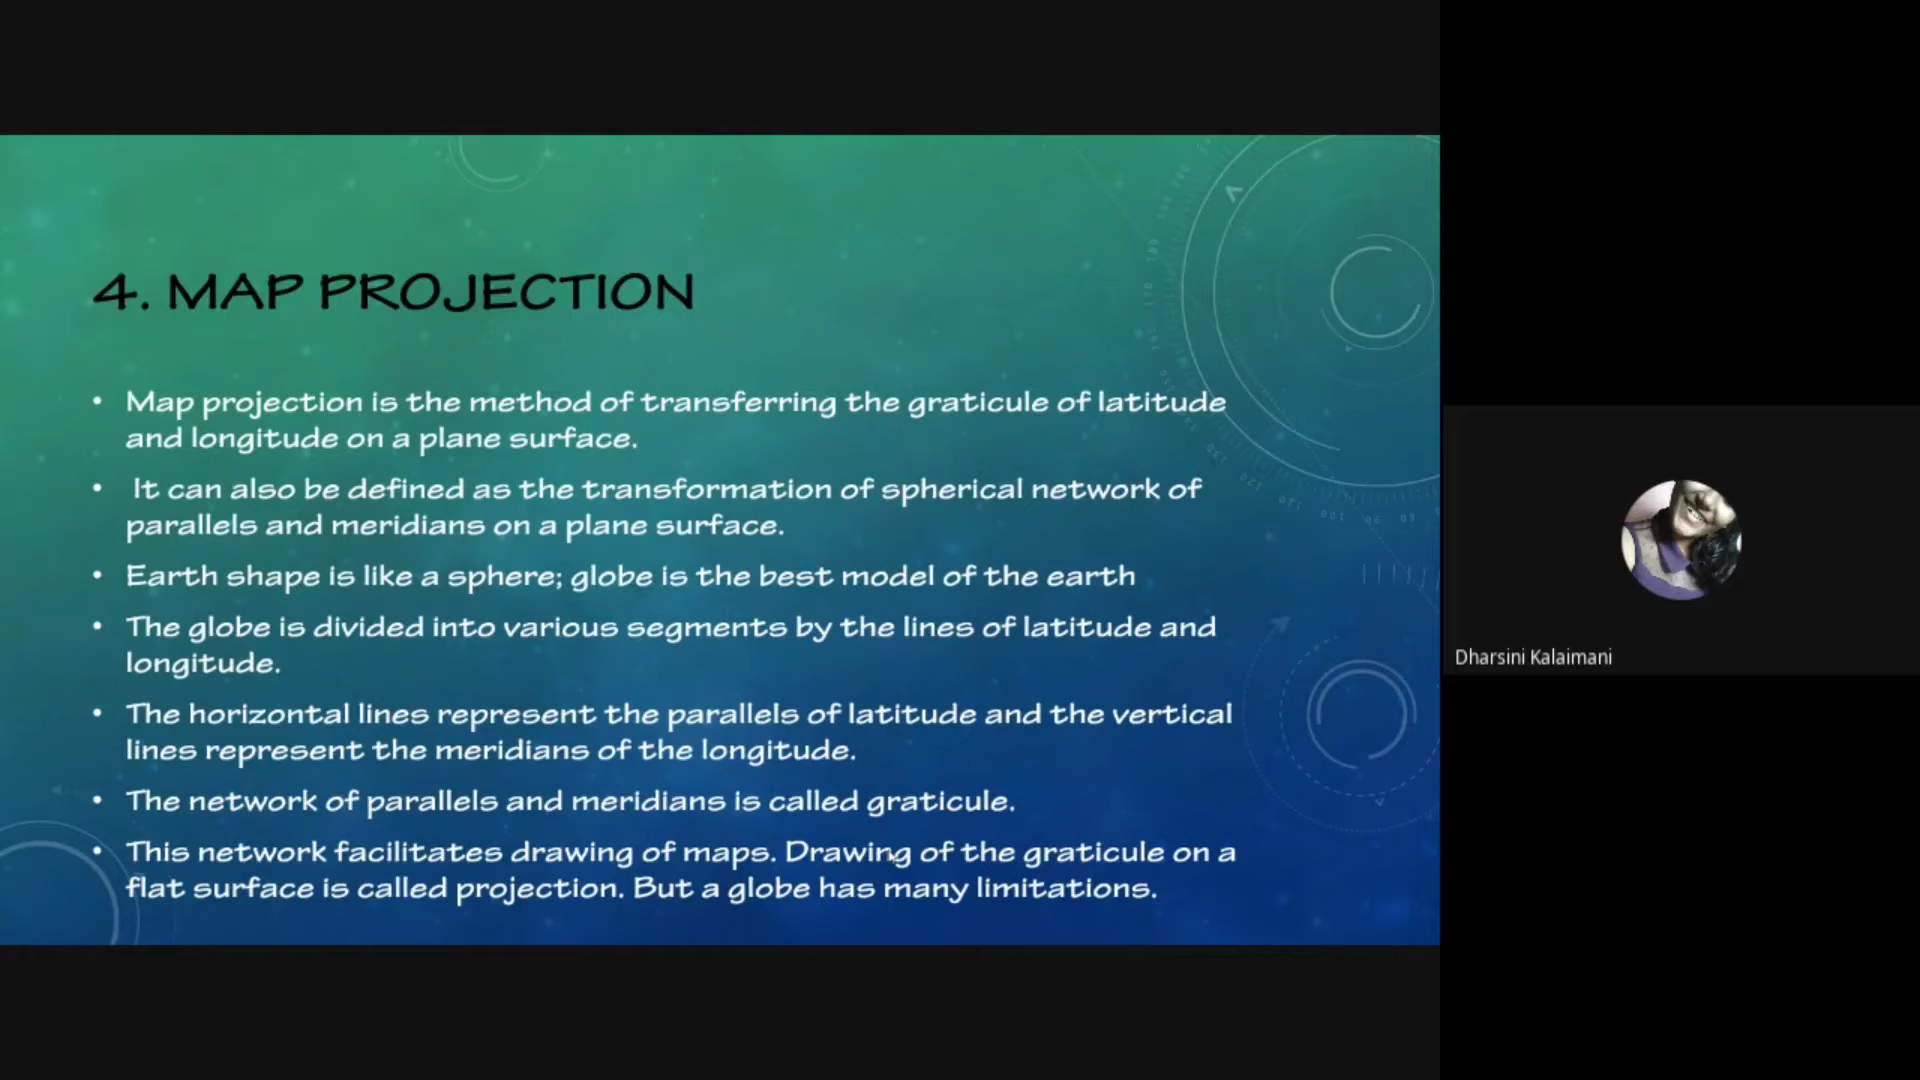 4. MAP PROJECTION
• Map projection is the method of transferring the graticule of latitude
and longitude on a plane surface.
• It can also be defined as the transformation of spherical network of
parallels and meridians on a plane surface.
• Earth shape is like a sphere; globe is the best model of the earth
• The globe is divided into various segments by the lines of latitude and
longitude.
• The horizontal lines represent the parallels of latitude and the vertical
lines represent the meridians of the longitude.
• The network of parallels and meridians is called graticule.
• This network facilitates drawing of maps. Drawing of the graticule on a
flat surface is called projection. But a globe has many limitations.
Dharsini Kalaimani